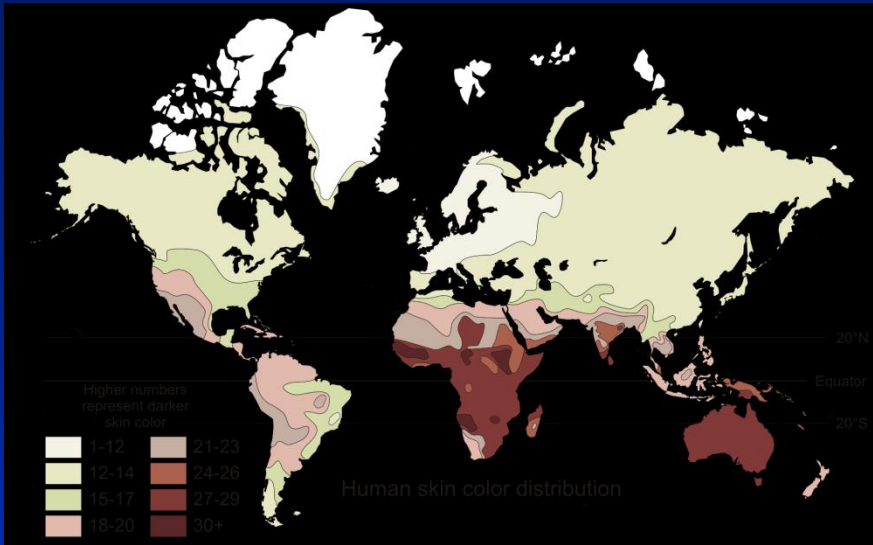 20°N
Equator
Higher numbers
represent darker
skin color
20°S
1-12
21-23
12-14
24-26
15-17
27-29
18-20
30+
Human skin color distribution